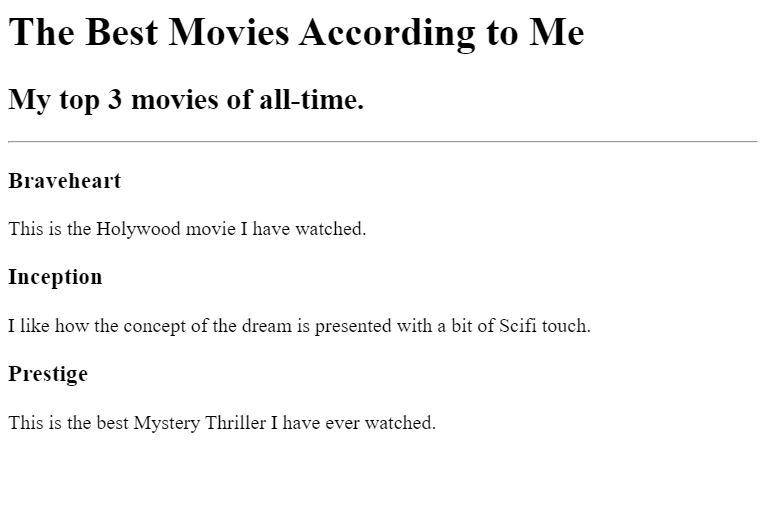 The Best Movies According to Me
My top 3 movies of all-time.
Braveheart
This is the Holywood movie I have watched.
Inception
I like how the concept of the dream is presented with a bit of Scifi touch.
Prestige
This is the best Mystery Thriller I have ever watched.